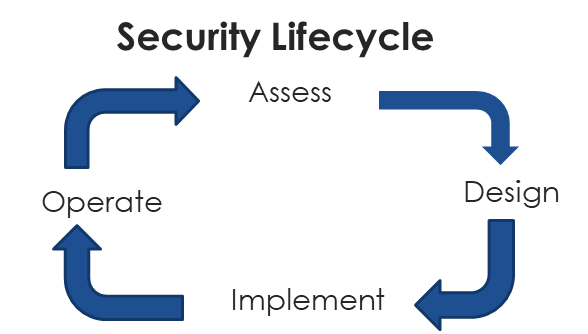 Security Lifecycle
Assess
Design
Operate
Implement